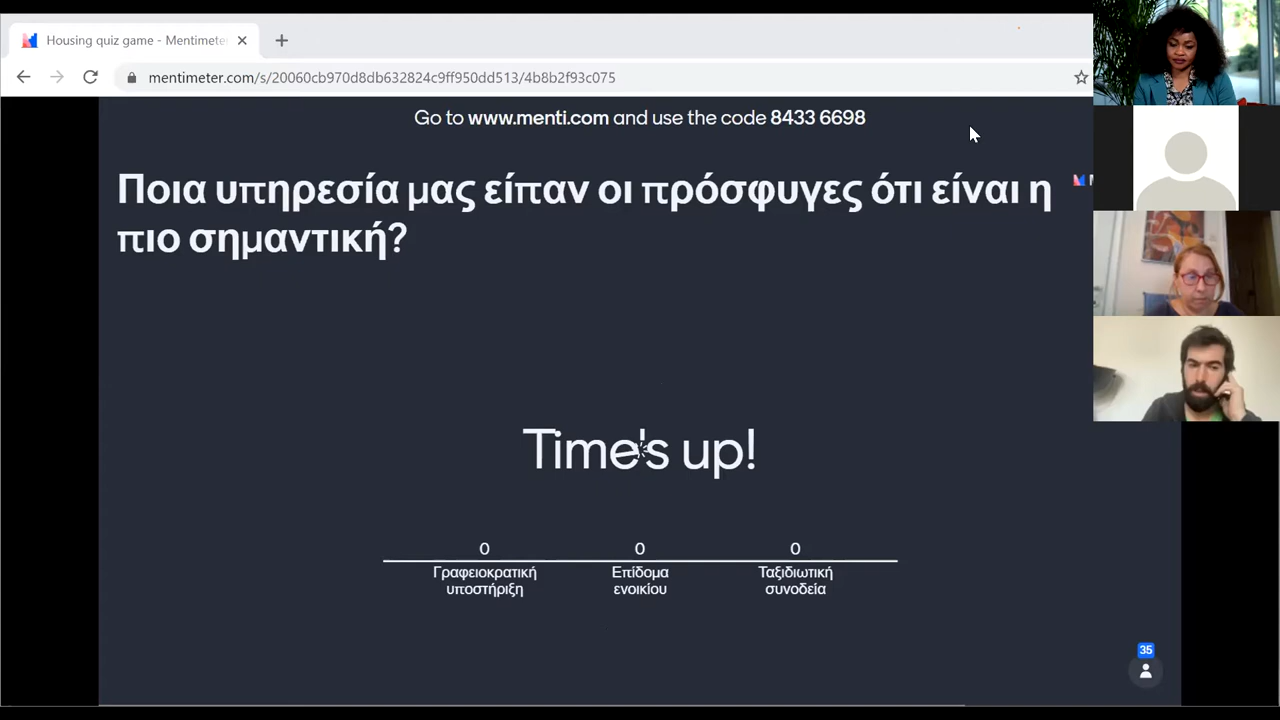 Housing quiz game - Mentimete
mentimeter.com/s/20060cb970d8db632824c9ff950dd513/4b8b2f93c075
Go to www.menti.com and use the code 8433 6698
Ποια υπηρεσία μας είπαν οι πρόσφυγες ότι είναι η
πιο σημαντική?
Time's up!
0 0 0
Γραφειοκρατική Επίδομα Ταξιδιωτική
υποστήριξη ενοικίου συνοδεία
35